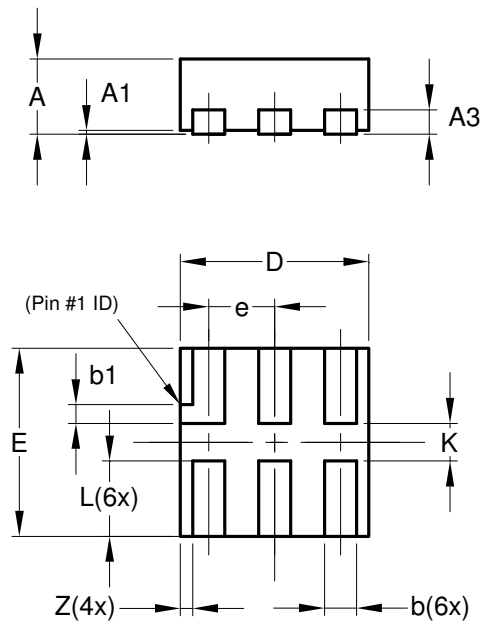 A
A1
A3
D
(Pin #1 ID)
e
b1
E
K
L(6x)
Z(4x)
b(6x)